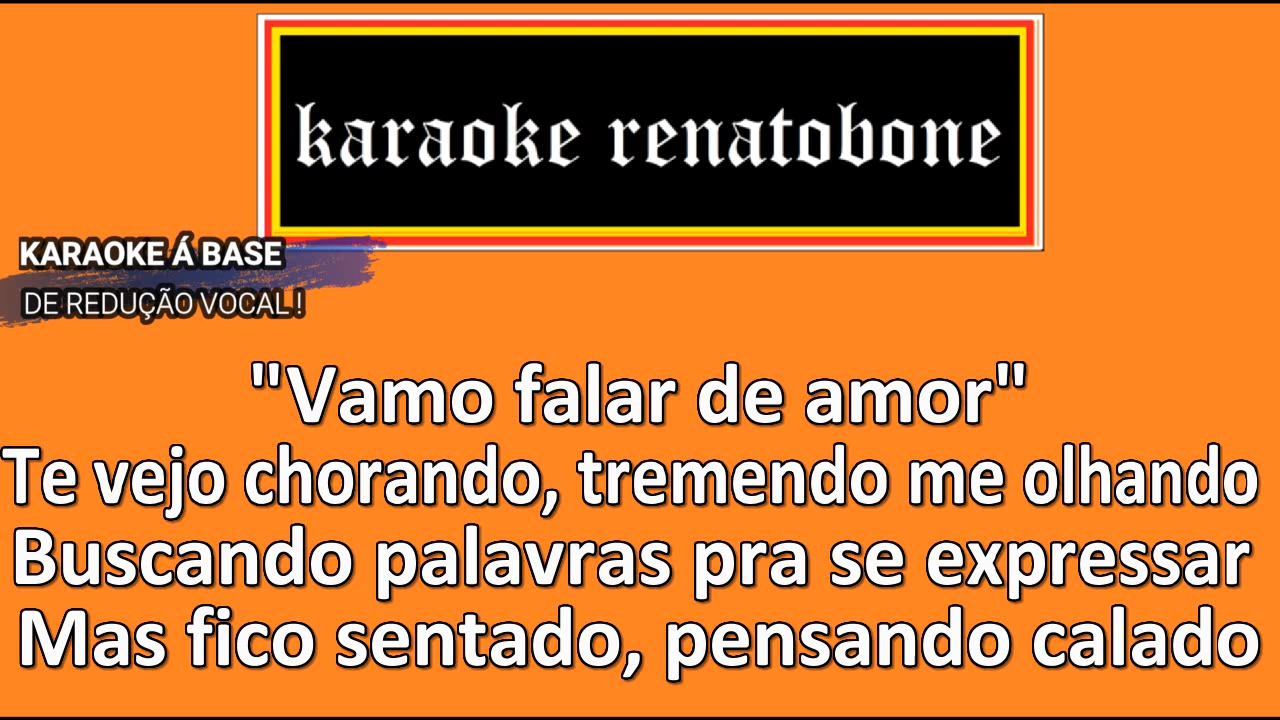 karaoke renatobone
KARAOKE Á BASE
DE REDUÇÃO VOCAL !
"Vamo falar de amor"
Te vejo chorando, tremendo me olhando
Buscando palavras pra se expressar
Mas fico sentado, pensando calado